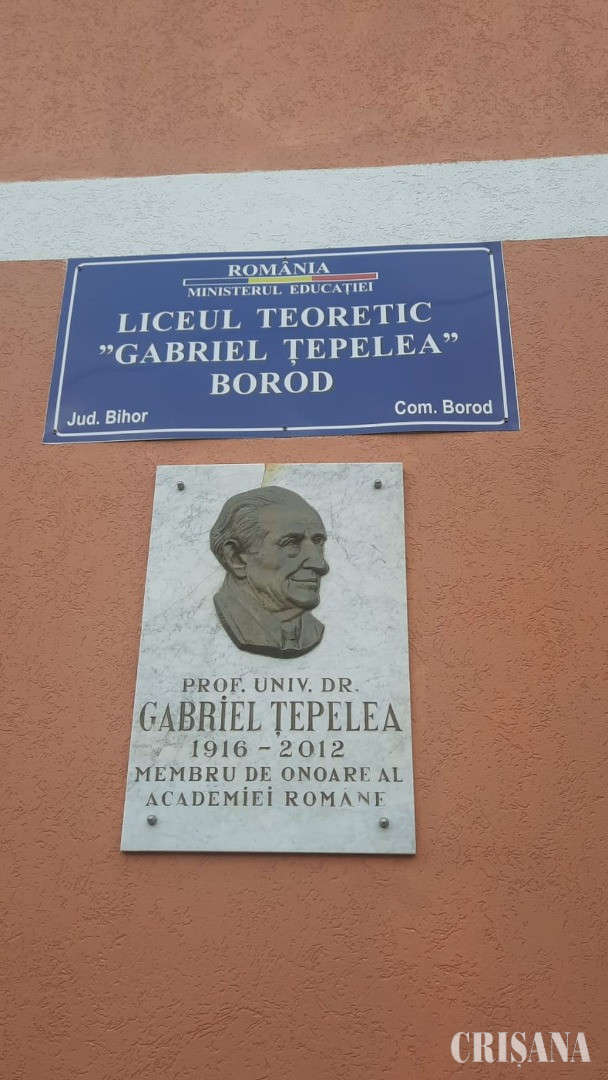 ROMÂNIA
MINISTERUL EDUCAȚIEI
LICEUL TEORETIC
”GABRIEL ȚEPELEA”
BOROD
Jud. Bihor
Com. Borod
PROF. UNIV. DR.
GABRIEL ȚEPELEA
1916 - 2012
MEMBRU DE ONOARE AL
ACADEMIEI ROMÂNE
CRIȘANA